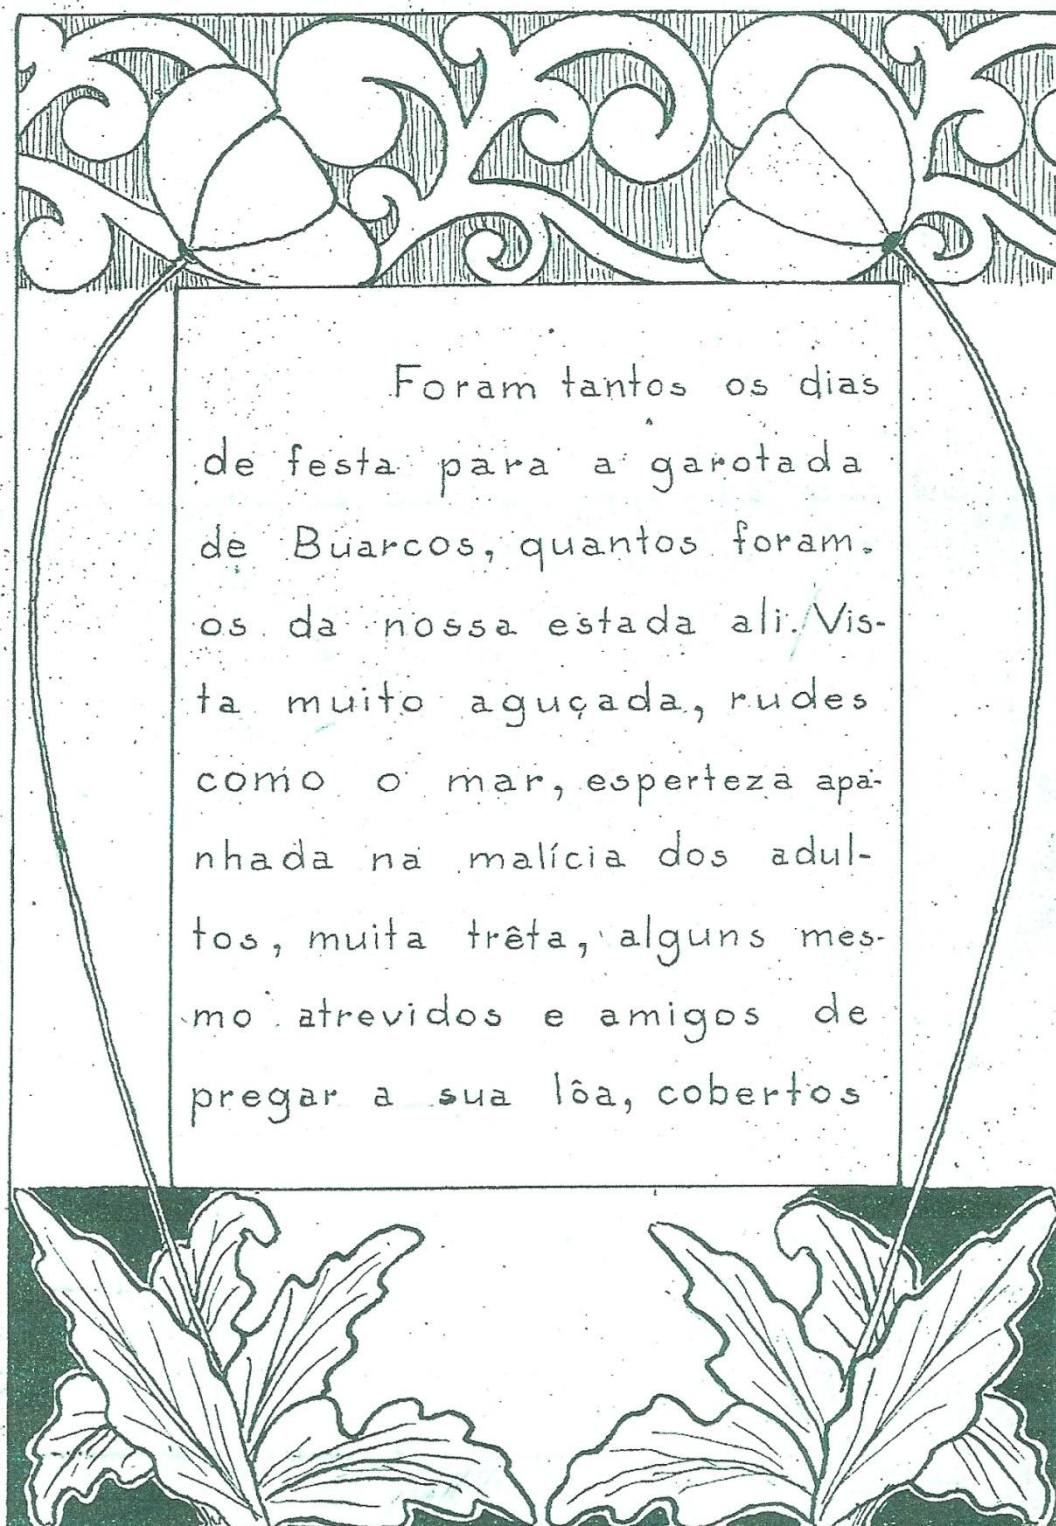 Foram tantos os dias
de festa para a garotada
de Buarcos, quantos foram
os da nossa estada ali. Vis-
ta muito aguçada, rudes
como o mar, esperteza apa-
nhada na malícia dos adul-
tos, muita trêta, alguns mes-
mo atrevidos e amigos de
pregar a sua lôa, cobertos